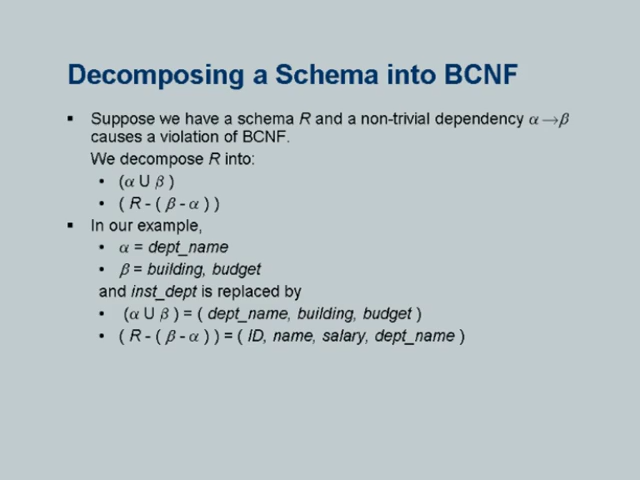 Decomposing a Schema into BCNF
▪ Suppose we have a schema R and a non-trivial dependency α→β
causes a violation of BCNF.
We decompose R into:
• (α U β )
• ( R - ( β - α ) )
▪ In our example,
• α = dept_name
• β = building, budget
and inst_dept is replaced by
• (α U β ) = ( dept_name, building, budget )
• ( R - ( β - α ) ) = ( ID, name, salary, dept_name )